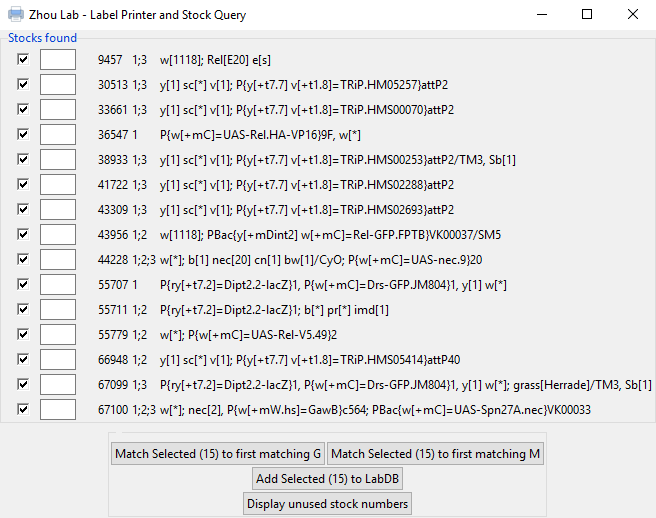 Zhou Lab - Label Printer and Stock Query
Stocks found
9457 1;3 w[1118]; Rel[E20] e[s]
30513 1;3 y[1] sc[*] v[1]; P{y[+t7.7] v[+t1.8]=TRiP.HM05257}attP2
33661 1;3 y[1] sc[*] v[1]; P{y[+t7.7] v[+t1.8]=TRiP.HMS00070}attP2
36547 1 P{w[+mC]=UAS-Rel.HA-VP16}9F, w[*]
38933 1;3 y[1] sc[*] v[1]; P{y[+t7.7] v[+t1.8]=TRiP.HMS00253}attP2/TM3, Sb[1]
41722 1;3 y[1] sc[*] v[1]; P{y[+t7.7] v[+t1.8]=TRiP.HMS02288}attP2
43309 1;3 y[1] sc[*] v[1]; P{y[+t7.7] v[+t1.8]=TRiP.HMS02693}attP2
43956 1;2 w[1118]; PBac{y[+mDint2] w[+mC]=Rel-GFP.FPTB}VK00037/SM5
44228 1;2;3 w[*]; b[1] nec[20] cn[1] bw[1]/CyO; P{w[+mC]=UAS-nec.9}20
55707 1 P{ry[+t7.2]=Dipt2.2-lacZ}1, P{w[+mC]=Drs-GFP.JM804}1, y[1] w[*]
55711 1;2 P{ry[+t7.2]=Dipt2.2-lacZ}1; b[*] pr[*] imd[1]
55779 1;2 w[*]; P{w[+mC]=UAS-Rel-V5.49}2
66948 1;2 y[1] sc[*] v[1]; P{y[+t7.7] v[+t1.8]=TRiP.HMS05414}attP40
67099 1;3 P{ry[+t7.2]=Dipt2.2-lacZ}1, P{w[+mC]=Drs-GFP.JM804}1, y[1] w[*]; grass[Herrade]/TM3, Sb[1]
67100 1;2;3 w[*]; nec[2], P{w[+mW.hs]=GawB}c564; PBac{w[+mC]=UAS-Spn27A.nec}VK00033
Match Selected (15) to first matching G Match Selected (15) to first matching M
Add Selected (15) to LabDB
Display unused stock numbers